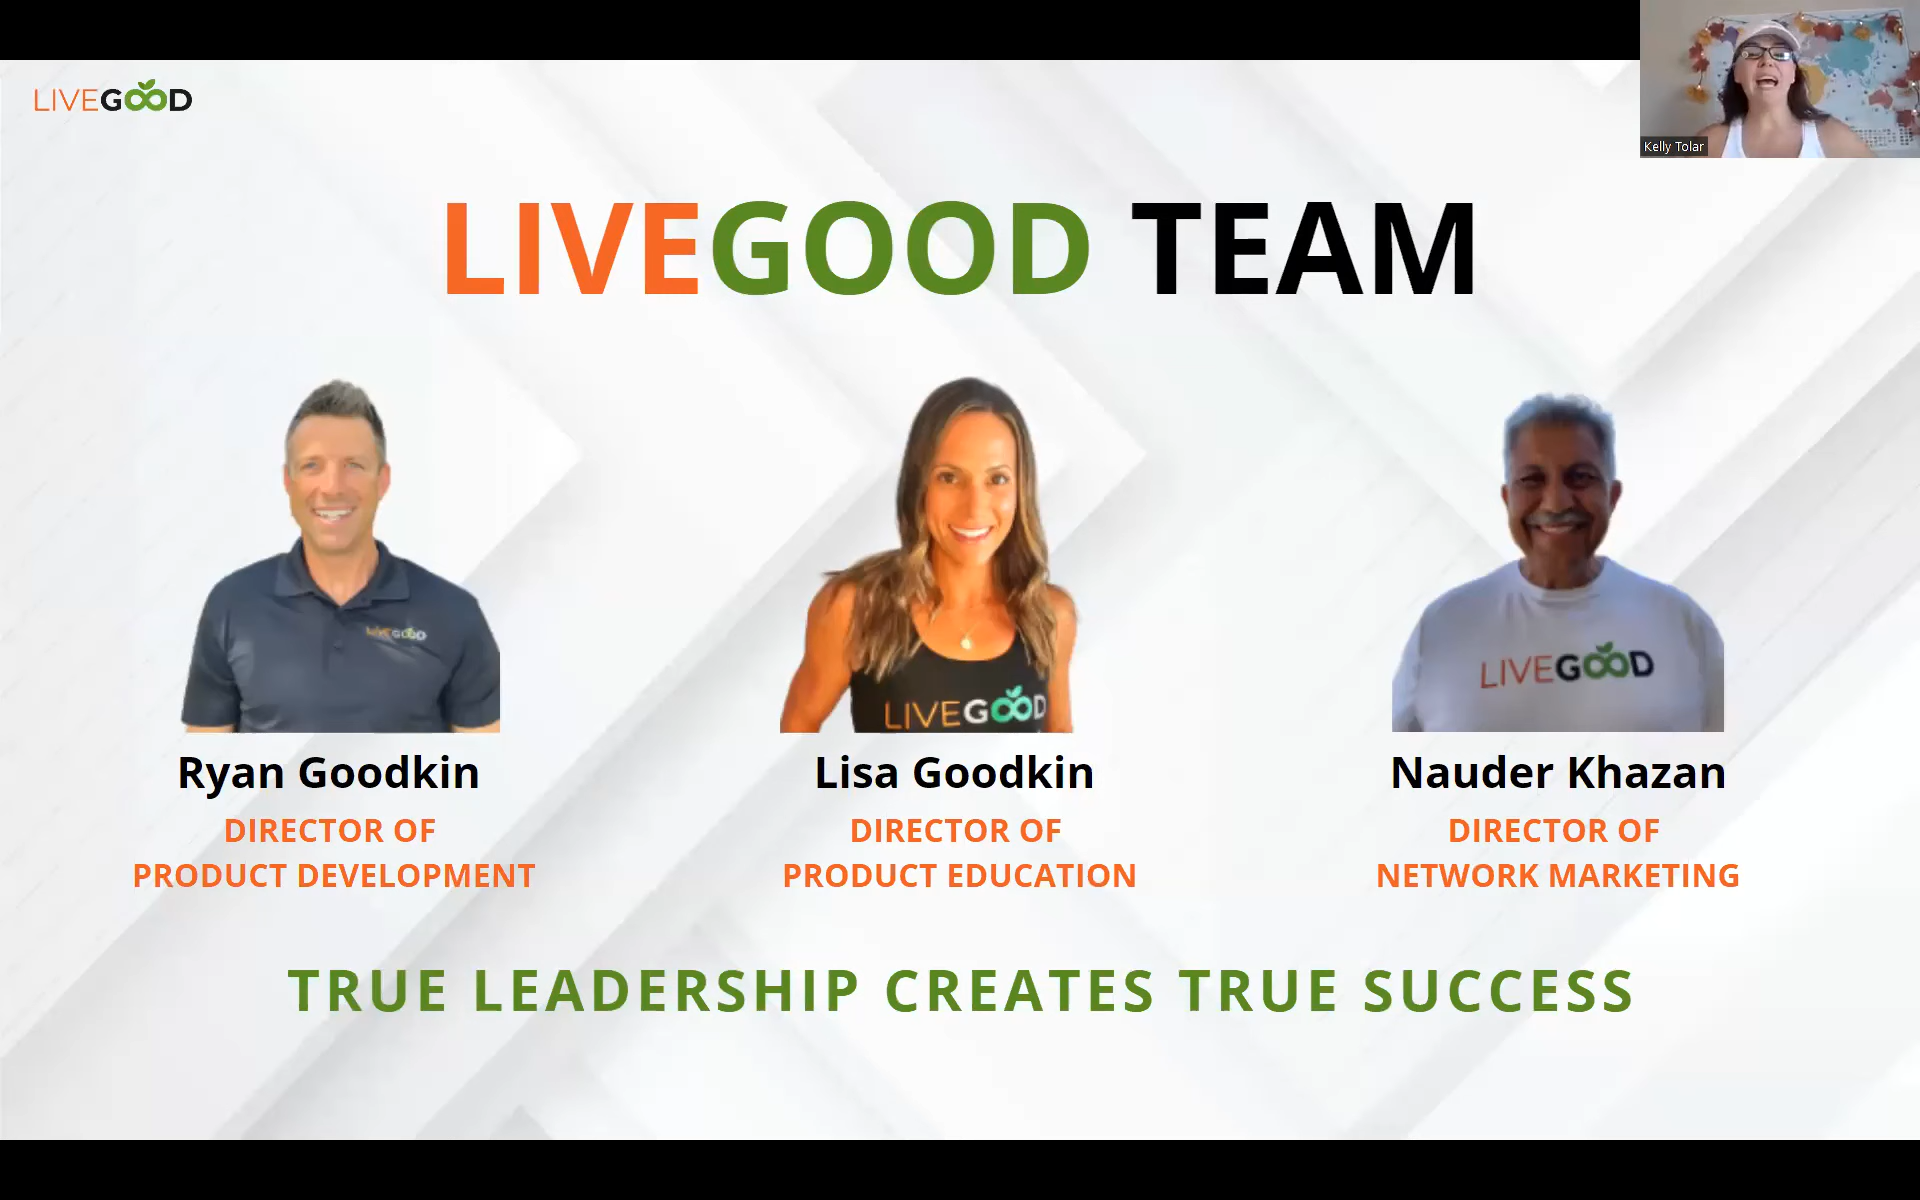 LIVEGOOD
Kelly Tolar
LIVEGOOD TEAM
LIVEGOOD
LIVEGOOD
LIVEGOOD
Ryan Goodkin
Lisa Goodkin
Nauder Khazan
DIRECTOR OF
PRODUCT DEVELOPMENT
DIRECTOR OF
PRODUCT EDUCATION
DIRECTOR OF
NETWORK MARKETING
TRUE LEADERSHIP CREATES TRUE SUCCESS